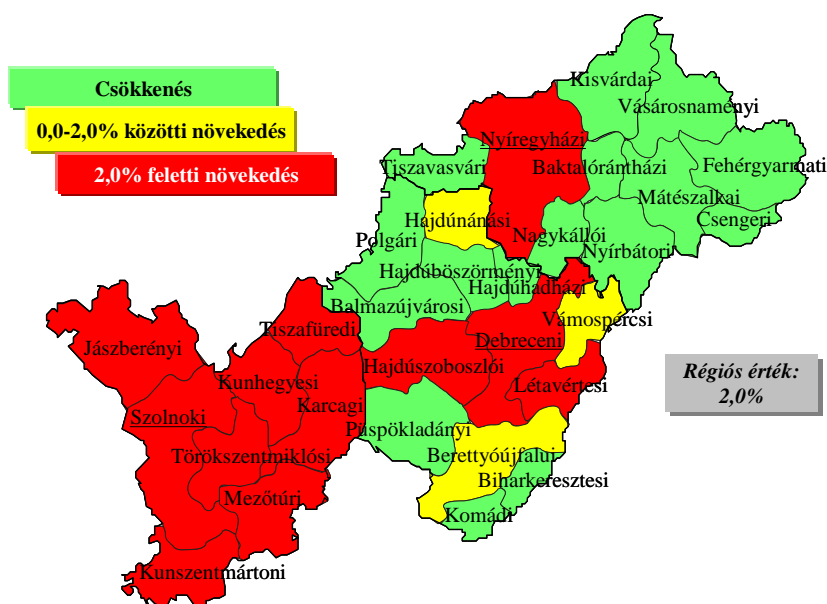 Csökkenés
0,0-2,0% közötti növekedés
2,0% feletti növekedés
Kisvárdai
Vásárosnaményi
Nyíregyházi
Tiszavasvári
Baktalórántházi
Fehérgyarmati
Mátészalkai
Csengeri
Hajdúnánási
Nagykállói
Polgári
Nyírbátori
Hajdúböszörményi
Hajdúhadházi
Balmazújvárosi
Vámospércsi
Tiszafüredi
Debreceni
Jászberényi
Hajdúszoboszlói
Régiós érték:
2,0%
Kunhegyesi
Létavértesi
Karcagi
Szolnoki
Püspökladányi
Törökszentmiklósi
Berettyóújfalui
Biharkeresztesi
Mezőtúri
Komádi
Kunszentmártoni